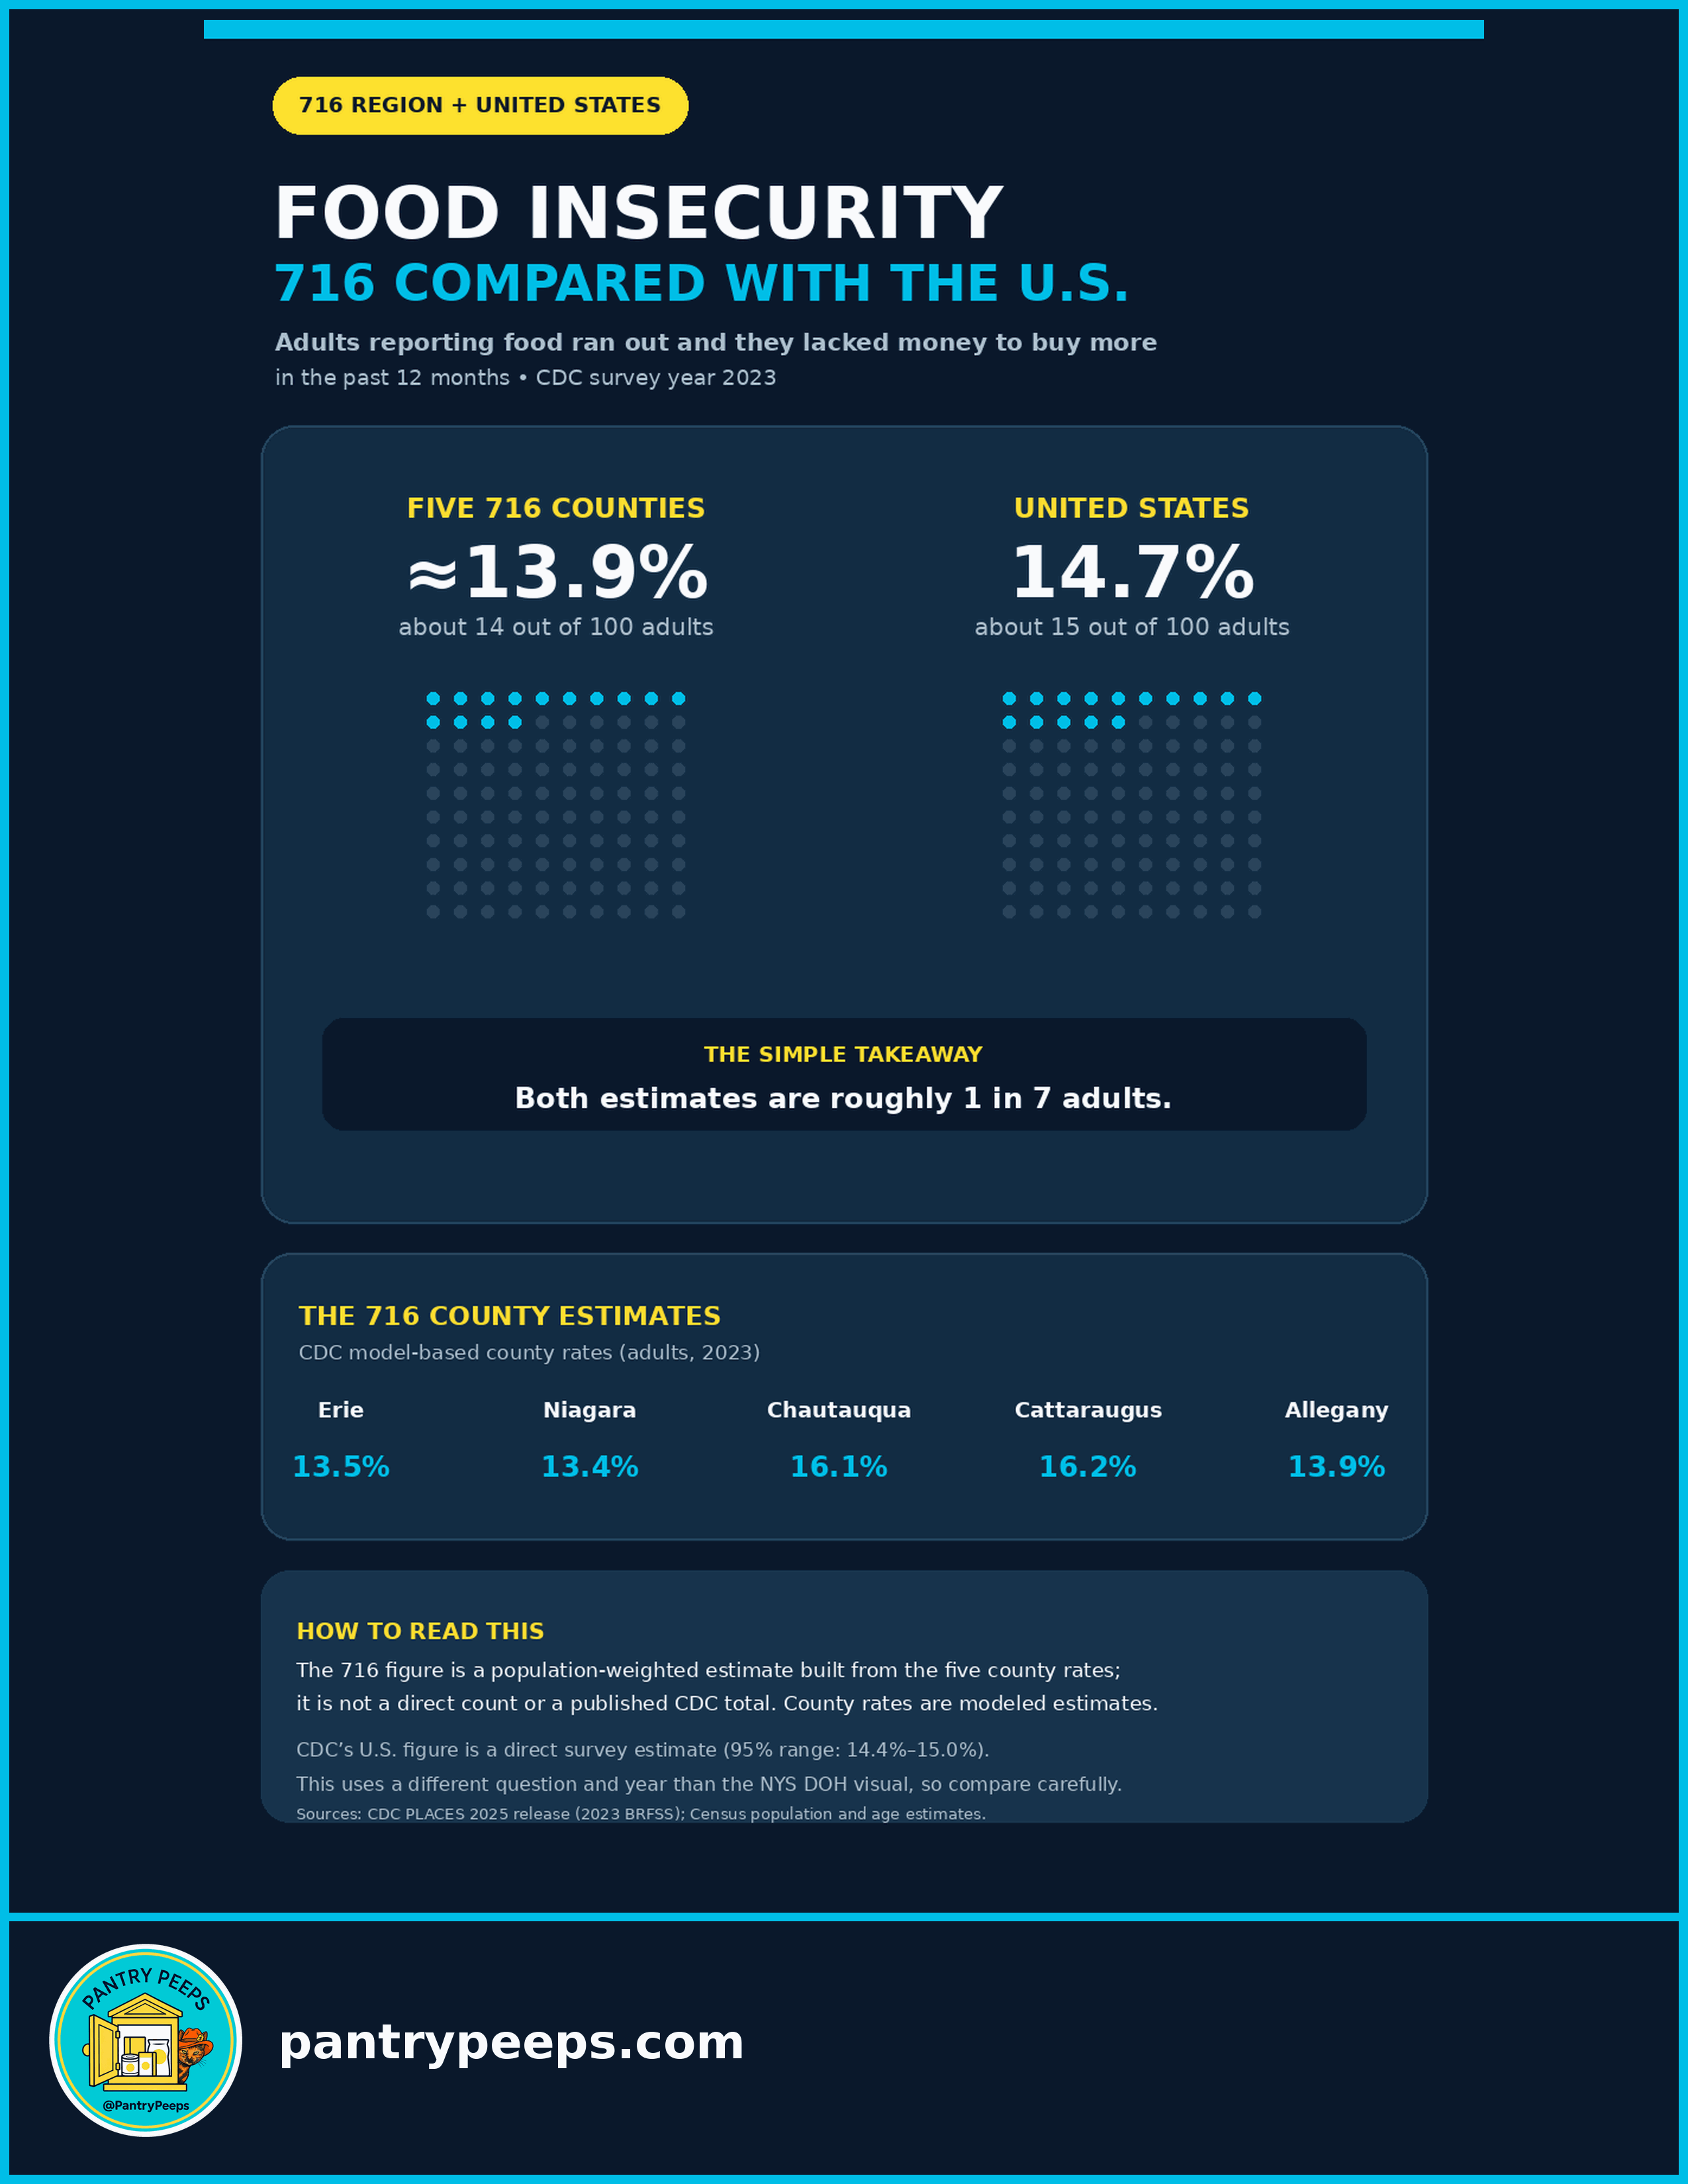 716 REGION + UNITED STATES
FOOD INSECURITY
716 COMPARED WITH THE U.S.
Adults reporting food ran out and they lacked money to buy more
in the past 12 months • CDC survey year 2023
FIVE 716 COUNTIES
≈13.9%
about 14 out of 100 adults
UNITED STATES
14.7%
about 15 out of 100 adults
THE SIMPLE TAKEAWAY
Both estimates are roughly 1 in 7 adults.
THE 716 COUNTY ESTIMATES
CDC model-based county rates (adults, 2023)
Erie Niagara Chautauqua Cattaraugus Allegany
13.5% 13.4% 16.1% 16.2% 13.9%
HOW TO READ THIS
The 716 figure is a population-weighted estimate built from the five county rates;
it is not a direct count or a published CDC total. County rates are modeled estimates.
CDC’s U.S. figure is a direct survey estimate (95% range: 14.4%–15.0%).
This uses a different question and year than the NYS DOH visual, so compare carefully.
Sources: CDC PLACES 2025 release (2023 BRFSS); Census population and age estimates.
PANTRY PEEPS
@PantryPeeps
pantrypeeps.com